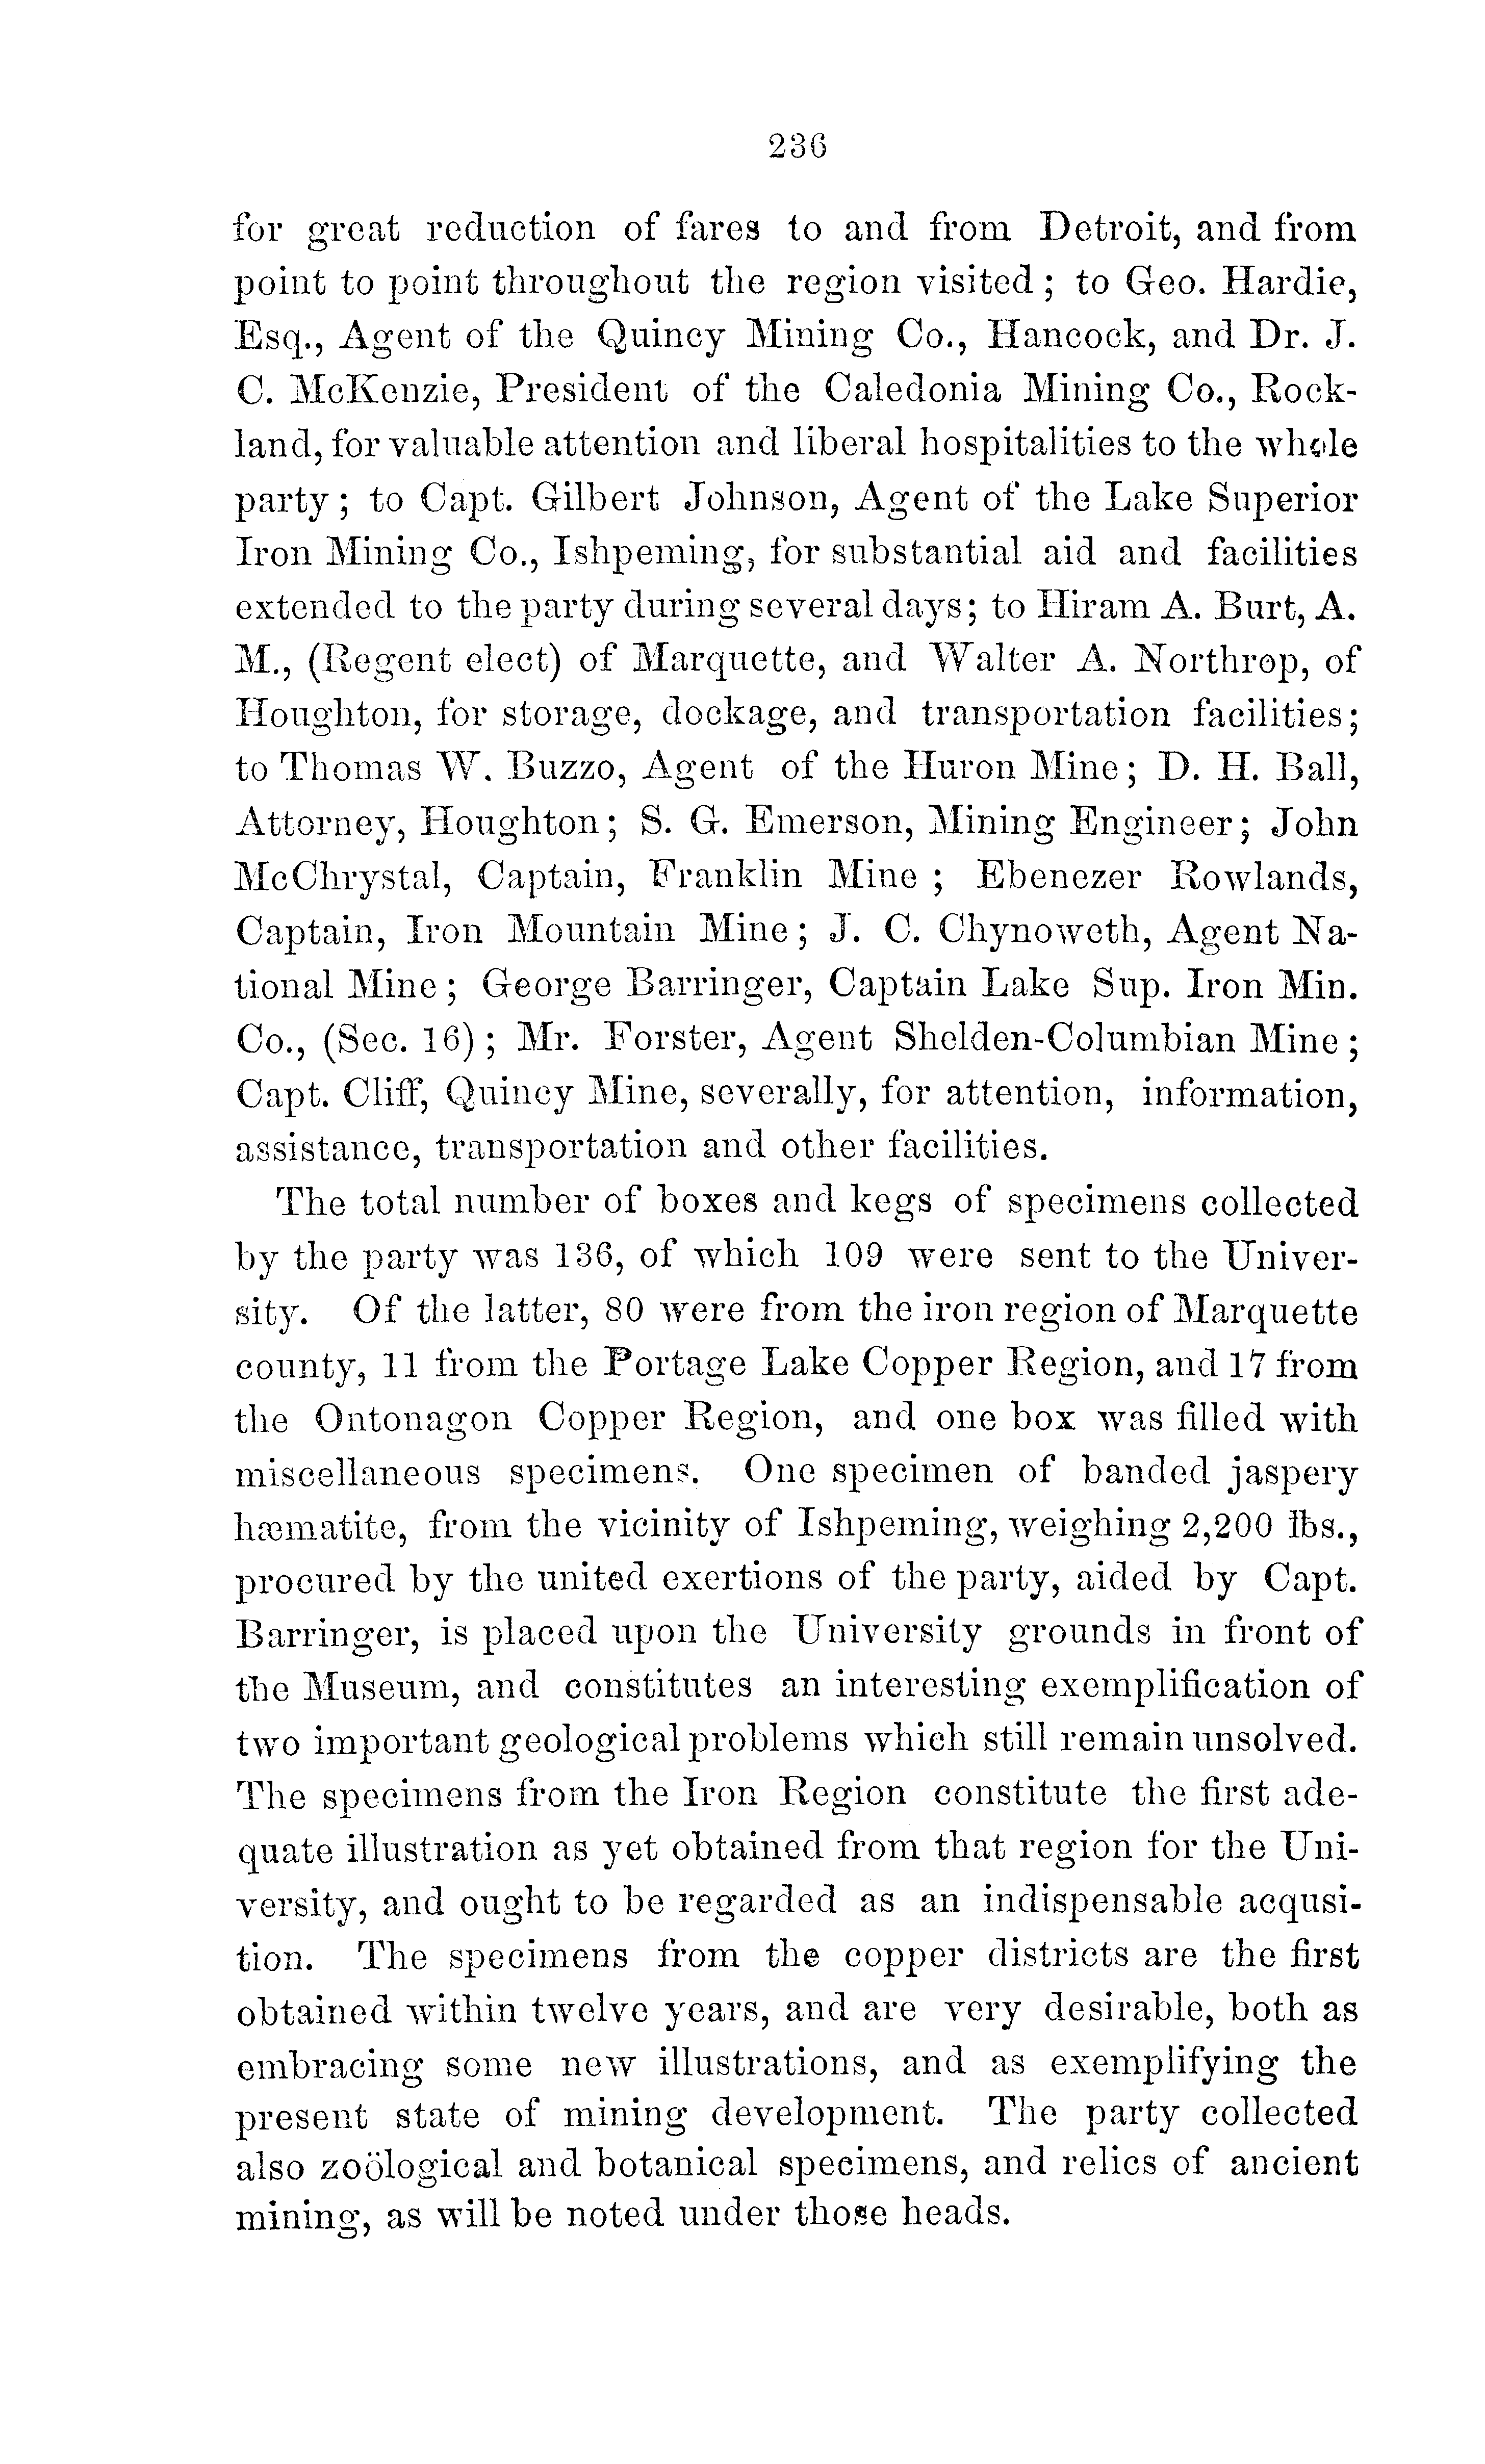 236
for great reduction of fares to and from Detroit, and from
point to point throughout the region visited; to Geo. Hardie,
Esq., Agent of the Quincy Mining Co., Hancock, and Dr. J.
C. McKenzie, President of the Caledonia Mining Co., Rock-
land, for valuable attention and liberal hospitalities to the whole
party; to Capt. Gilbert Johnson, Agent of the Lake Superior
Iron Mining Co., Ishpeming, for substantial aid and facilities
extended to the party during several days; to Hiram A. Burt, A.
M., (Regent elect) of Marquette, and Walter A. Northrop, of
Houghton, for storage, dockage, and transportation facilities;
to Thomas W. Buzzo, Agent of the Huron Mine; D. H. Ball,
Attorney, Houghton; S. G. Emerson, Mining Engineer; John
McChrystal, Captain, Franklin Mine; Ebenezer Rowlands,
Captain, Iron Mountain Mine; J. C. Chynoweth, Agent Na-
tional Mine; George Barringer, Captain Lake Sup. Iron Min.
Co., (Sec. 16); Mr. Forster, Agent Shelden-Columbian Mine;
Capt. Cliff, Quincy Mine, severally, for attention, information,
assistance, transportation and other facilities.
The total number of boxes and kegs of specimens collected
by the party was 136, of which 109 were sent to the Univer-
sity. Of the latter, 80 were from the iron region of Marquette
county, 11 from the Portage Lake Copper Region, and 17 from
the Ontonagon Copper Region, and one box was filled with
miscellaneous specimens. One specimen of banded jaspery
hæmatite, from the vicinity of Ishpeming, weighing 2,200 lbs.,
procured by the united exertions of the party, aided by Capt.
Barringer, is placed upon the University grounds in front of
the Museum, and constitutes an interesting exemplification of
two important geological problems which still remain unsolved.
The specimens from the Iron Region constitute the first ade-
quate illustration as yet obtained from that region for the Uni-
versity, and ought to be regarded as an indispensable acqusi-
tion. The specimens from the copper districts are the first
obtained within twelve years, and are very desirable, both as
embracing some new illustrations, and as exemplifying the
present state of mining development. The party collected
also zoölogical and botanical specimens, and relics of ancient
mining, as will be noted under those heads.